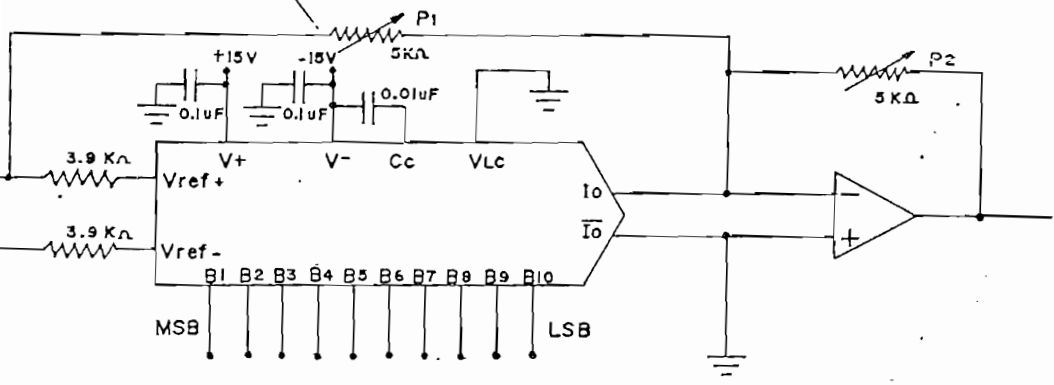 P1
5KΩ
P2
5KΩ
+15V
-15V
0.1uF
0.1uF
0.01uF
V+
V-
Cc
VLC
3.9 KΩ
Vref+
Io
3.9 KΩ
Vref-
I̅o̅
-
+
B1 B2 B3 B4 B5 B6 B7 B8 B9 B10
MSB
LSB